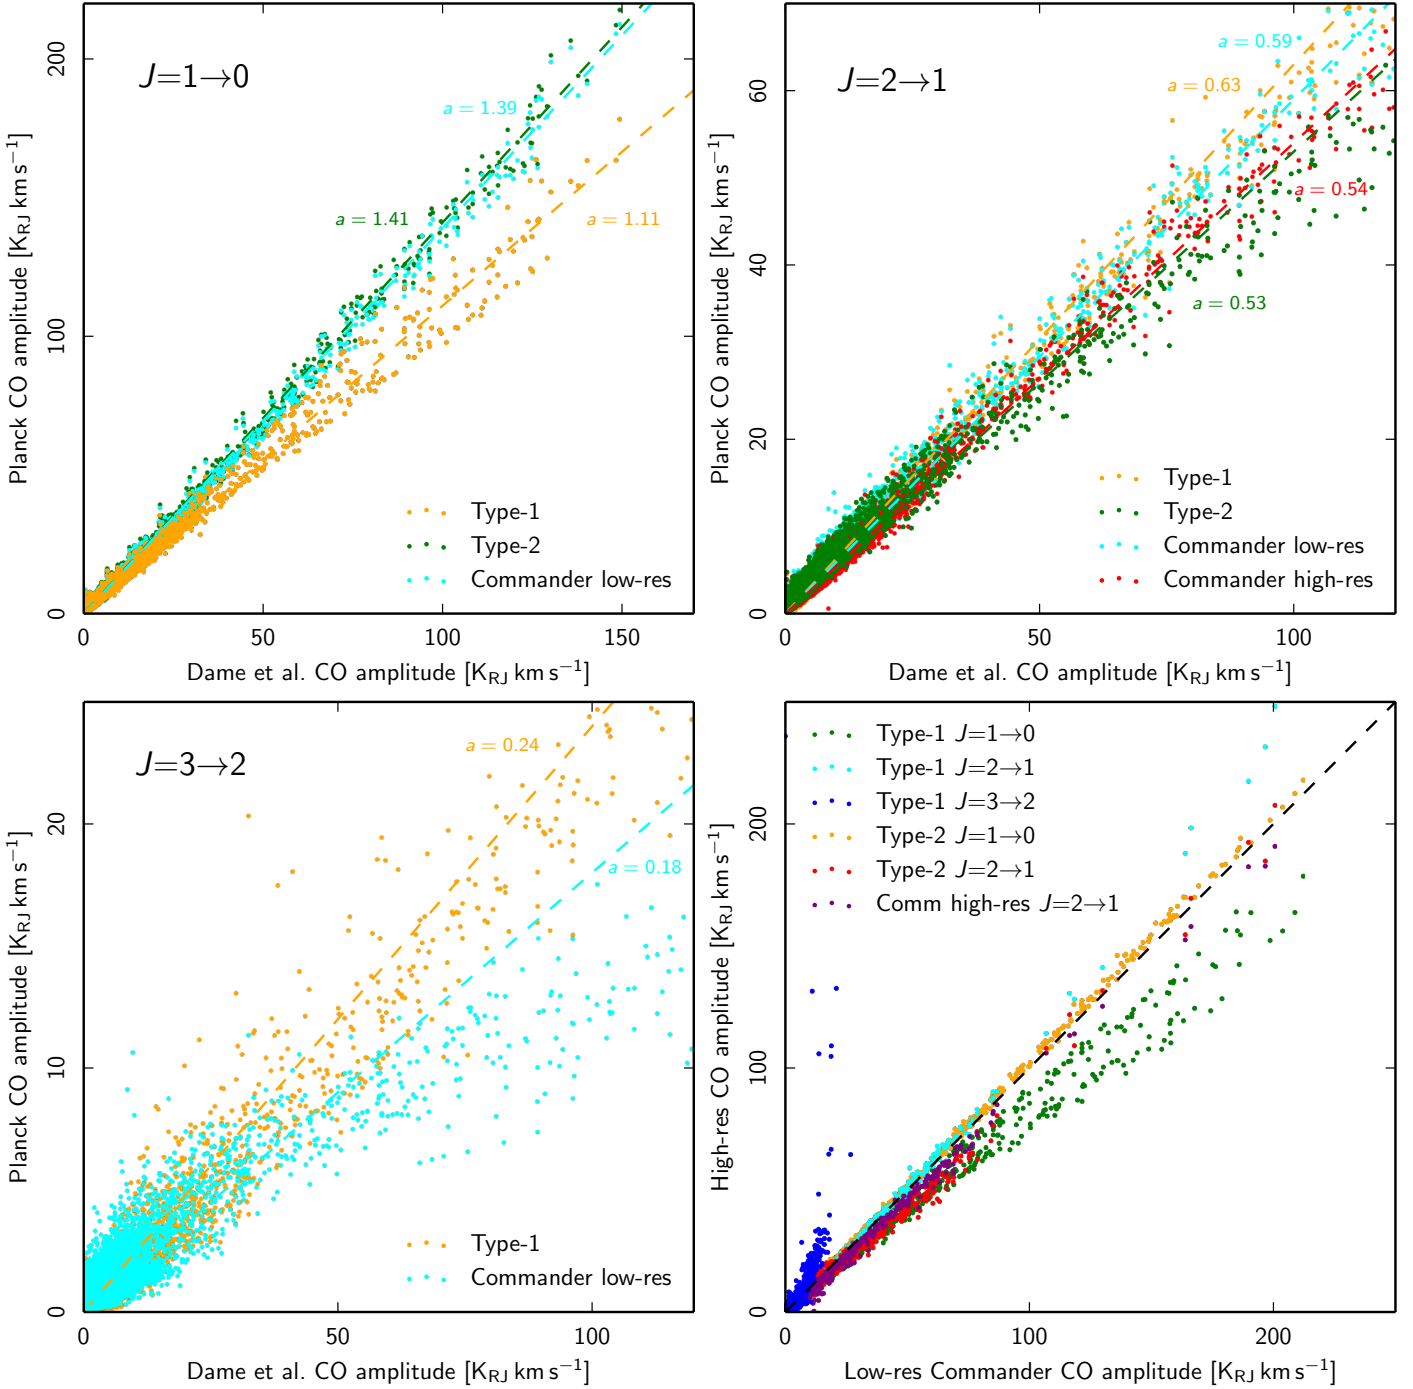 J=1→0
a = 1.39
a = 1.41
a = 1.11
Type-1
Type-2
Commander low-res
0
100
200
0
50
100
150
Planck CO amplitude [K_RJ km s⁻¹]
Dame et al. CO amplitude [K_RJ km s⁻¹]
J=2→1
a = 0.59
a = 0.63
a = 0.54
a = 0.53
Type-1
Type-2
Commander low-res
Commander high-res
0
20
40
60
0
50
100
Planck CO amplitude [K_RJ km s⁻¹]
Dame et al. CO amplitude [K_RJ km s⁻¹]
J=3→2
a = 0.24
a = 0.18
Type-1
Commander low-res
0
10
20
0
50
100
Planck CO amplitude [K_RJ km s⁻¹]
Dame et al. CO amplitude [K_RJ km s⁻¹]
Type-1 J=1→0
Type-1 J=2→1
Type-1 J=3→2
Type-2 J=1→0
Type-2 J=2→1
Comm high-res J=2→1
0
100
200
0
100
200
High-res CO amplitude [K_RJ km s⁻¹]
Low-res Commander CO amplitude [K_RJ km s⁻¹]